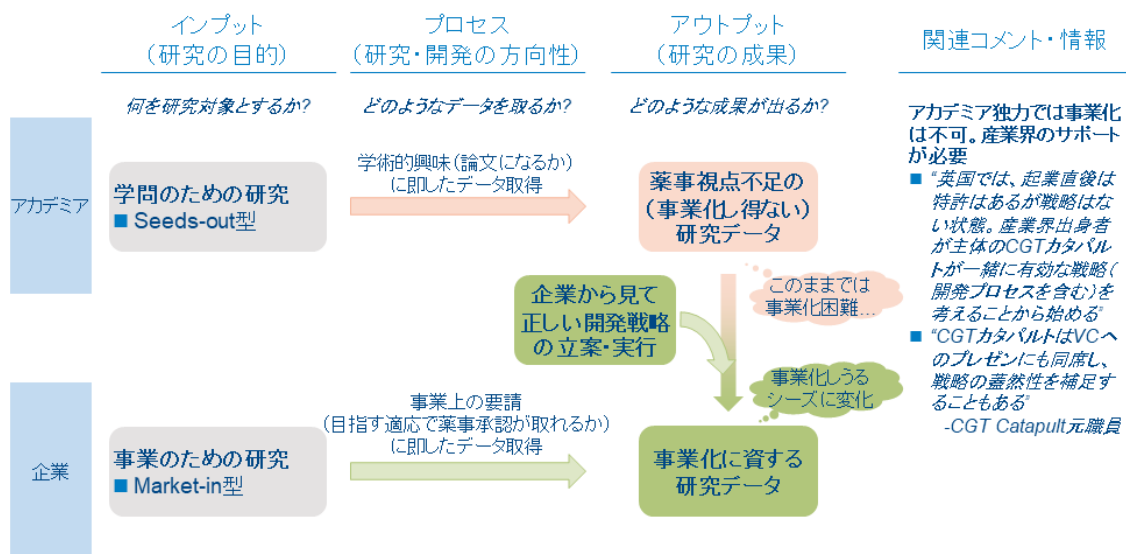 インプット
(研究の目的)
プロセス
(研究・開発の方向性)
アウトプット
(研究の成果)
関連コメント・情報
何を研究対象とするか?
どのようなデータを取るか?
どのような成果が出るか?
アカデミア
学問のための研究
■ Seeds-out型
学術的興味(論文になるか)
に即したデータ取得
薬事視点不足の
(事業化し得ない)
研究データ
このままでは
事業化困難…
企業から見て
正しい開発戦略
の立案・実行
事業化しうる
シーズに変化
企業
事業のための研究
■ Market-in型
事業上の要請
(目指す適応で薬事承認が取れるか)
に即したデータ取得
事業化に資する
研究データ
アカデミア独力では事業化
は不可。産業界のサポート
が必要
■ “英国では、起業直後は
特許はあるが戦略はな
い状態。産業界出身者
が主体のCGTカタパル
トが一緒に有効な戦略(
開発プロセスを含む)を
考えることから始める”
■ “CGTカタパルトはVCへ
のプレゼンにも同席し、
戦略の蓋然性を補足す
ることもある”
-CGT Catapult元職員